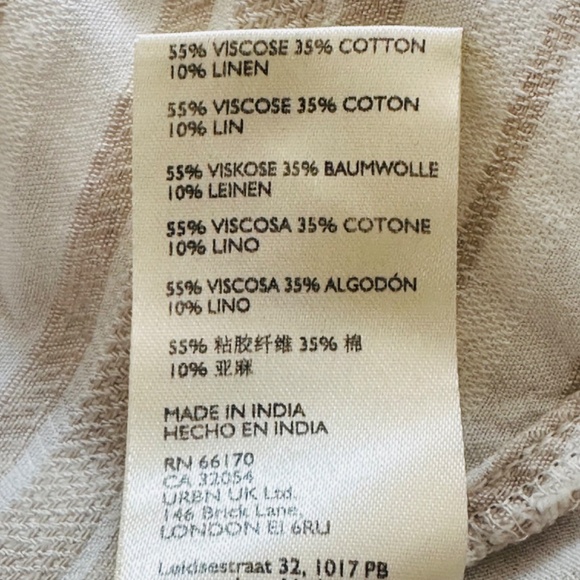 55% VISCOSE 35% COTTON
10% LINEN
55% VISCOSE 35% COTON
10% LIN
55% VISKOSE 35% BAUMWOLLE
10% LEINEN
55% VISCOSA 35% COTONE
10% LINO
55% VISCOSA 35% ALGODÓN
10% LINO
55% 粘胶纤维 35% 棉
10% 亚麻
MADE IN INDIA
HECHO EN INDIA
RN 66170
CA 32054
URBN UK Ltd.
146 Brick Lane,
LONDON E1 6RU
Leidsestraat 32, 1017 PB